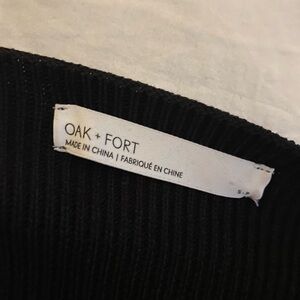 OAK + FORT
MADE IN CHINA | FABRIQUÉ EN CHINE